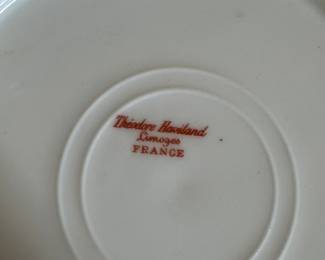 Théodore Haviland
Limoges
FRANCE